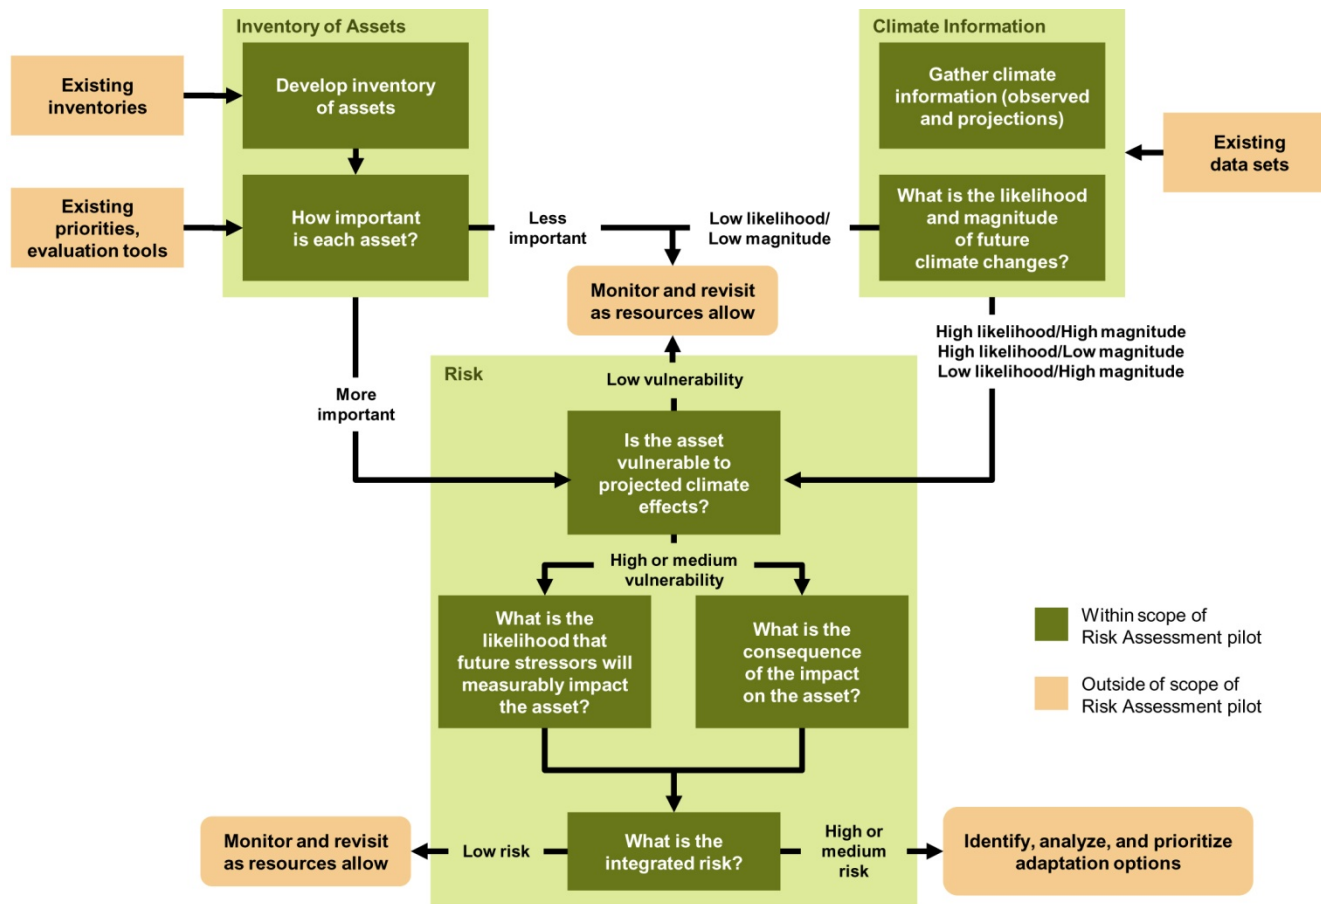 Inventory of Assets
Existing
inventories
Develop inventory
of assets
Existing
priorities,
evaluation tools
How important
is each asset?
Climate Information
Gather climate
information (observed
and projections)
Existing
data sets
What is the likelihood
and magnitude
of future
climate changes?
Less
important
Low likelihood/
Low magnitude
Monitor and revisit
as resources allow
High likelihood/High magnitude
High likelihood/Low magnitude
Low likelihood/High magnitude
More
important
Risk
Low vulnerability
Is the asset
vulnerable to
projected climate
effects?
High or medium
vulnerability
What is the
likelihood that
future stressors will
measurably impact
the asset?
What is the
consequence
of the impact
on the asset?
Within scope of
Risk Assessment pilot
Outside of scope of
Risk Assessment pilot
Monitor and revisit
as resources allow
Low risk
What is the
integrated risk?
High or
medium
risk
Identify, analyze, and prioritize
adaptation options